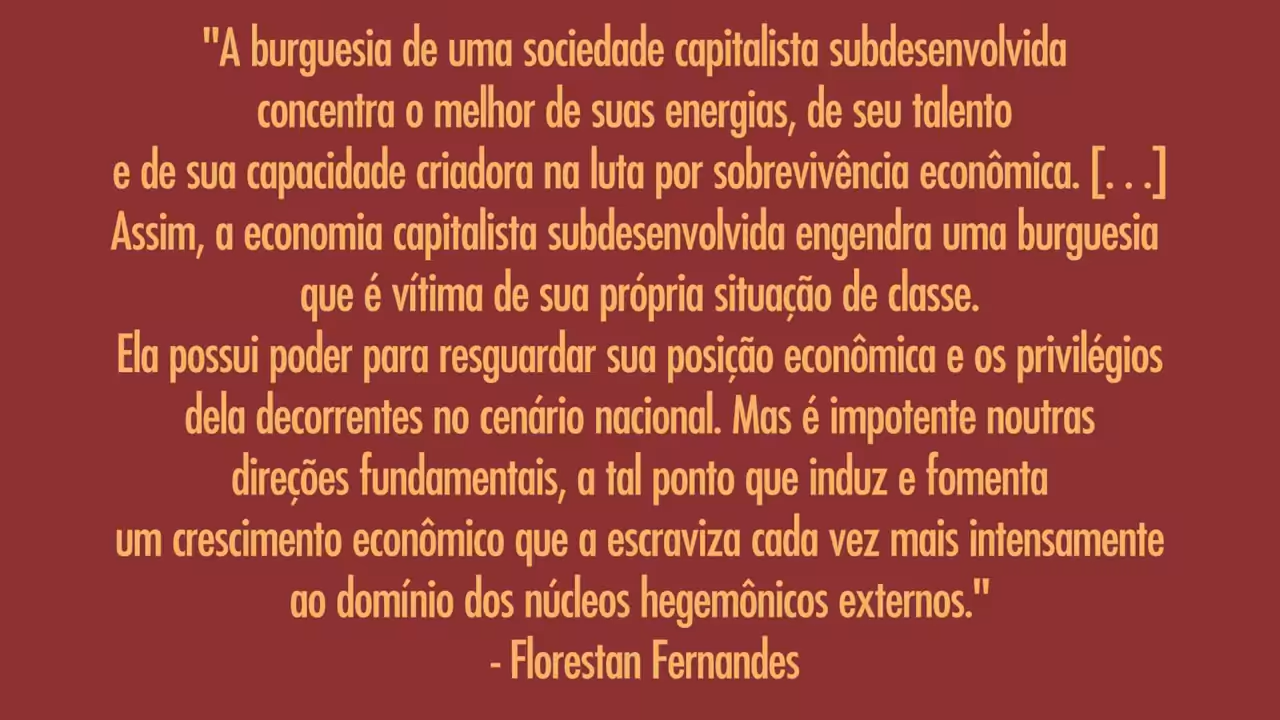 "A burguesia de uma sociedade capitalista subdesenvolvida
concentra o melhor de suas energias, de seu talento
e de sua capacidade criadora na luta por sobrevivência econômica. [. . .]
Assim, a economia capitalista subdesenvolvida engendra uma burguesia
que é vítima de sua própria situação de classe.
Ela possui poder para resguardar sua posição econômica e os privilégios
dela decorrentes no cenário nacional. Mas é impotente noutras
direções fundamentais, a tal ponto que induz e fomenta
um crescimento econômico que a escraviza cada vez mais intensamente
ao domínio dos núcleos hegemônicos externos."
- Florestan Fernandes